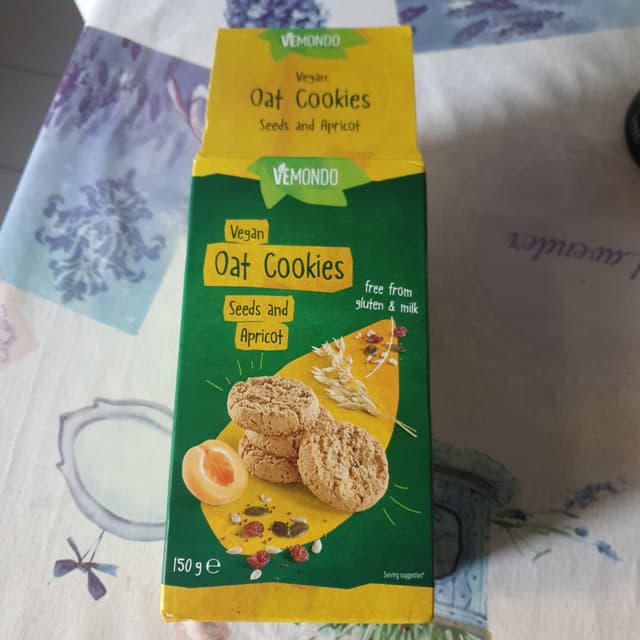 VEMONDO
Vegan
Oat Cookies
Seeds and Apricot
VEMONDO
Vegan
Oat Cookies
free from
gluten & milk
Seeds and
Apricot
150 g e
Serving suggestion*
Lavender